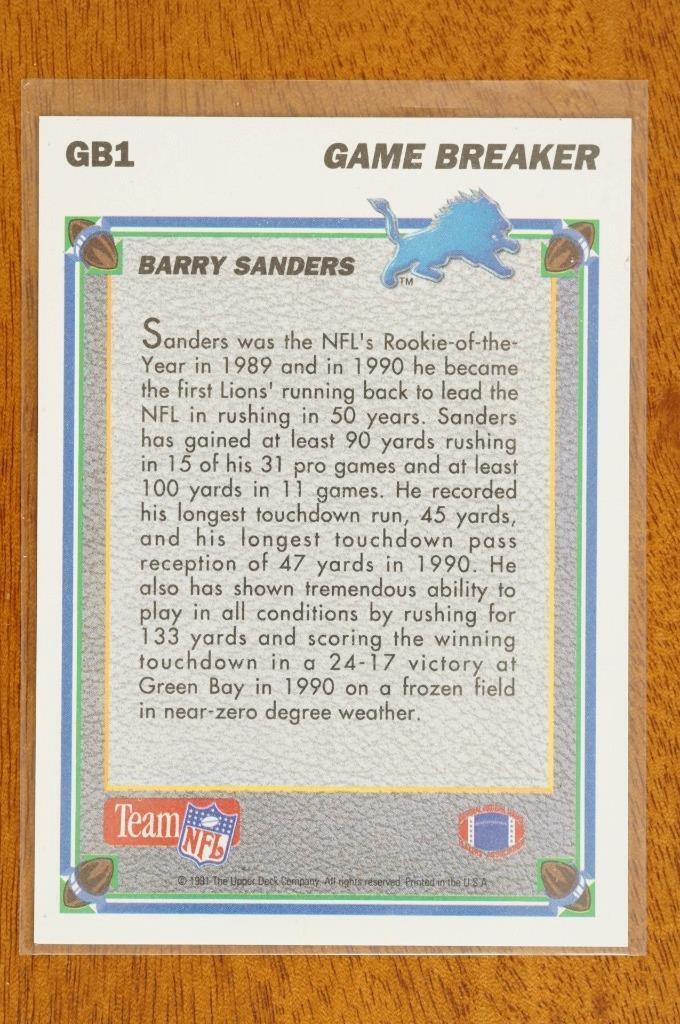 GB1 GAME BREAKER
BARRY SANDERS
TM
Sanders was the NFL's Rookie-of-the-
Year in 1989 and in 1990 he became
the first Lions' running back to lead the
NFL in rushing in 50 years. Sanders
has gained at least 90 yards rushing
in 15 of his 31 pro games and at least
100 yards in 11 games. He recorded
his longest touchdown run, 45 yards,
and his longest touchdown pass
reception of 47 yards in 1990. He
also has shown tremendous ability to
play in all conditions by rushing for
133 yards and scoring the winning
touchdown in a 24-17 victory at
Green Bay in 1990 on a frozen field
in near-zero degree weather.
Team NFL
© 1991 The Upper Deck Company. All rights reserved. Printed in the U.S.A.